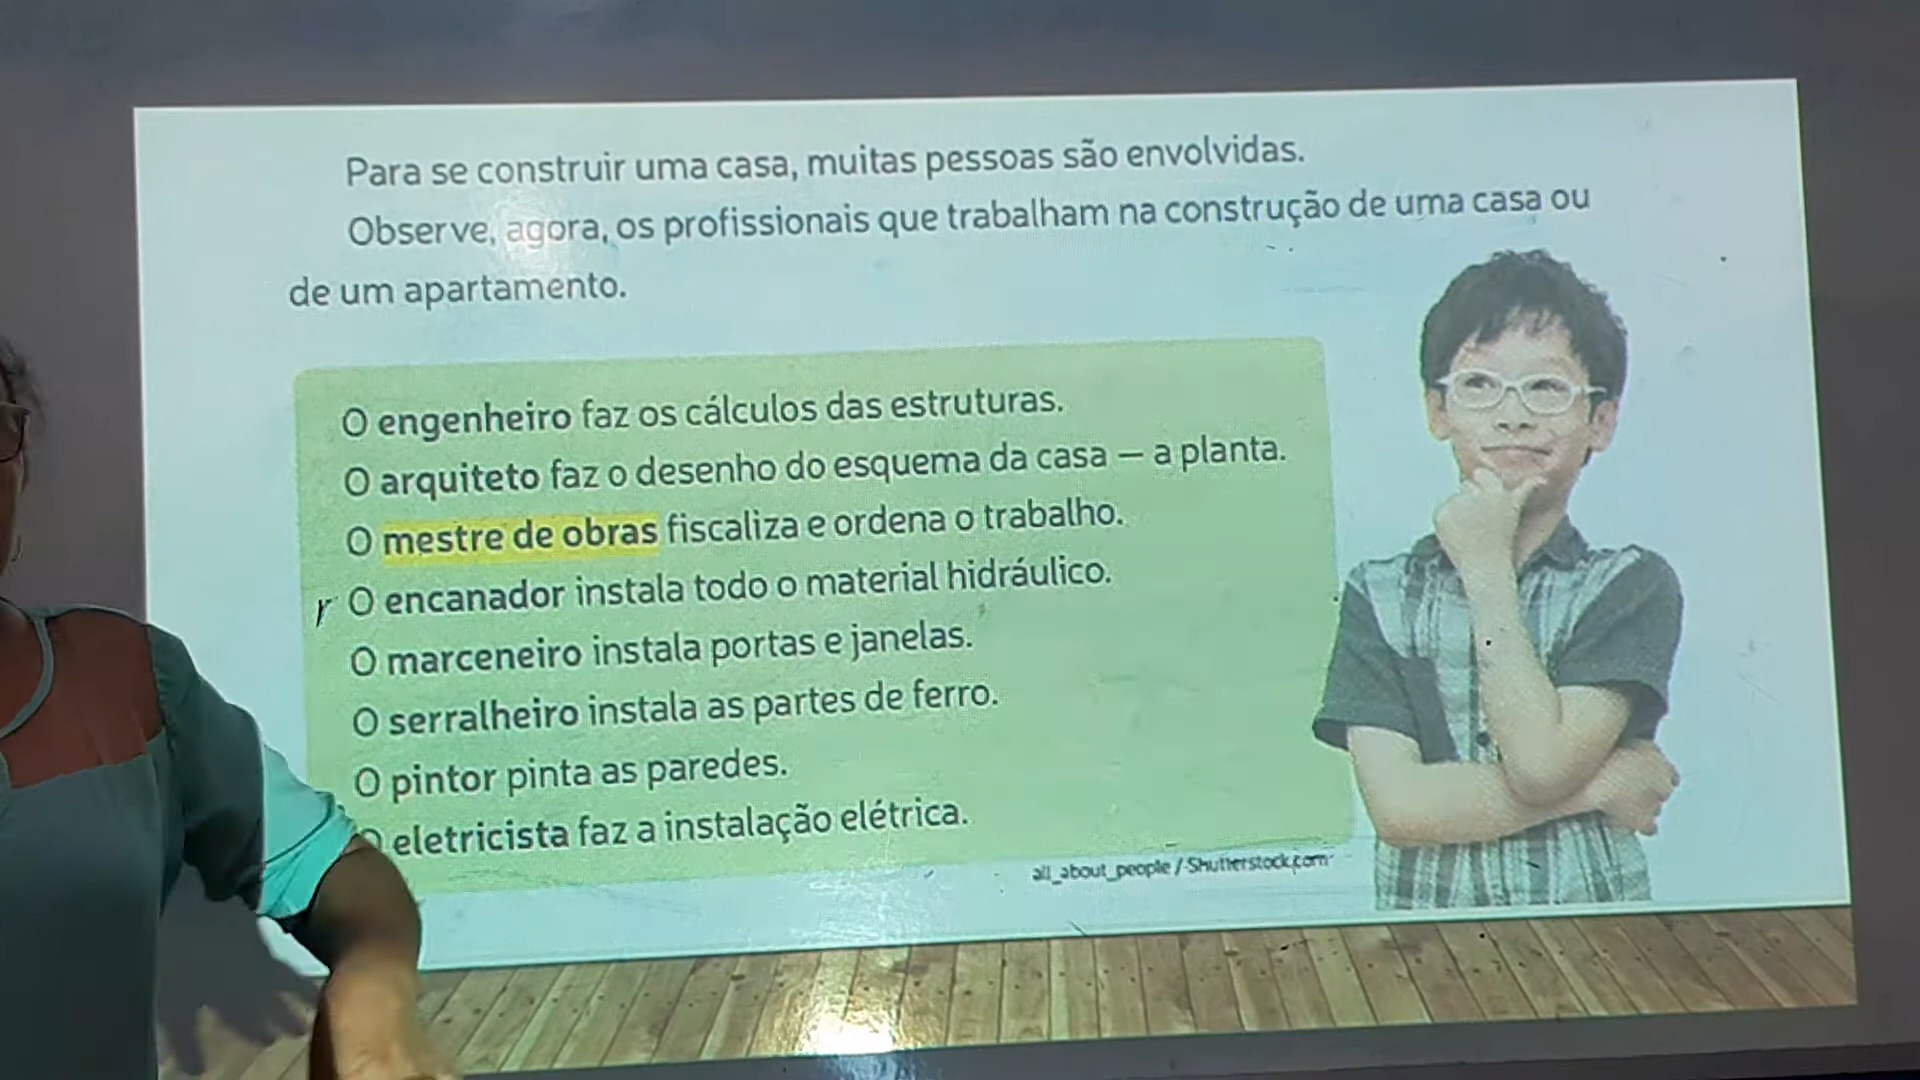 Para se construir uma casa, muitas pessoas são envolvidas.
Observe, agora, os profissionais que trabalham na construção de uma casa ou
de um apartamento.
O engenheiro faz os cálculos das estruturas.
O arquiteto faz o desenho do esquema da casa — a planta.
O mestre de obras fiscaliza e ordena o trabalho.
O encanador instala todo o material hidráulico.
O marceneiro instala portas e janelas.
O serralheiro instala as partes de ferro.
O pintor pinta as paredes.
O eletricista faz a instalação elétrica.
all_about_people / Shutterstock.com